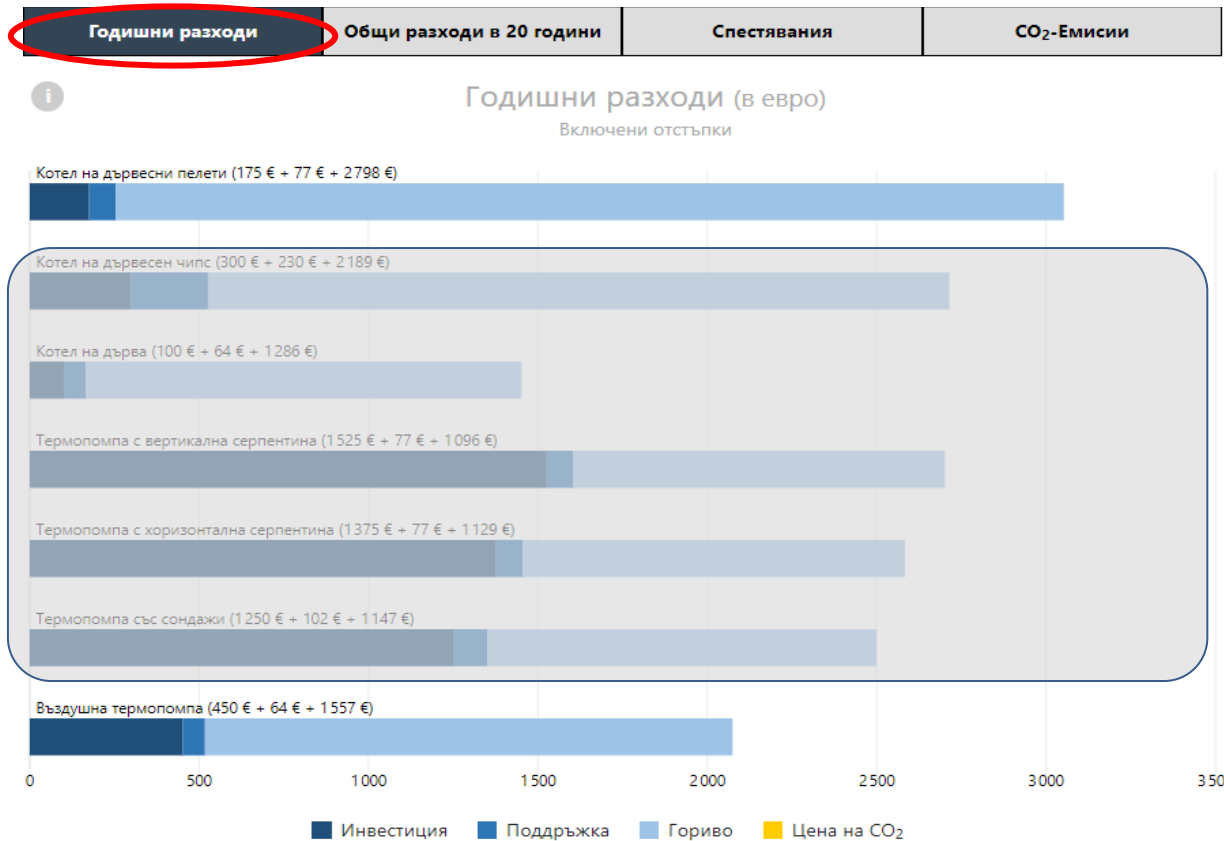 Годишни разходи
Общи разходи в 20 години
Спестявания
CO₂-Емисии
i
Годишни разходи (в евро)
Включени отстъпки
Котел на дървесни пелети (175 € + 77 € + 2798 €)
Котел на дървесен чипс (300 € + 230 € + 2189 €)
Котел на дърва (100 € + 64 € + 1286 €)
Термопомпа с вертикална серпентина (1525 € + 77 € + 1096 €)
Термопомпа с хоризонтална серпентина (1375 € + 77 € + 1129 €)
Термопомпа със сондажи (1250 € + 102 € + 1147 €)
Въздушна термопомпа (450 € + 64 € + 1557 €)
0 500 1000 1500 2000 2500 3000 350
Инвестиция Поддръжка Гориво Цена на CO₂